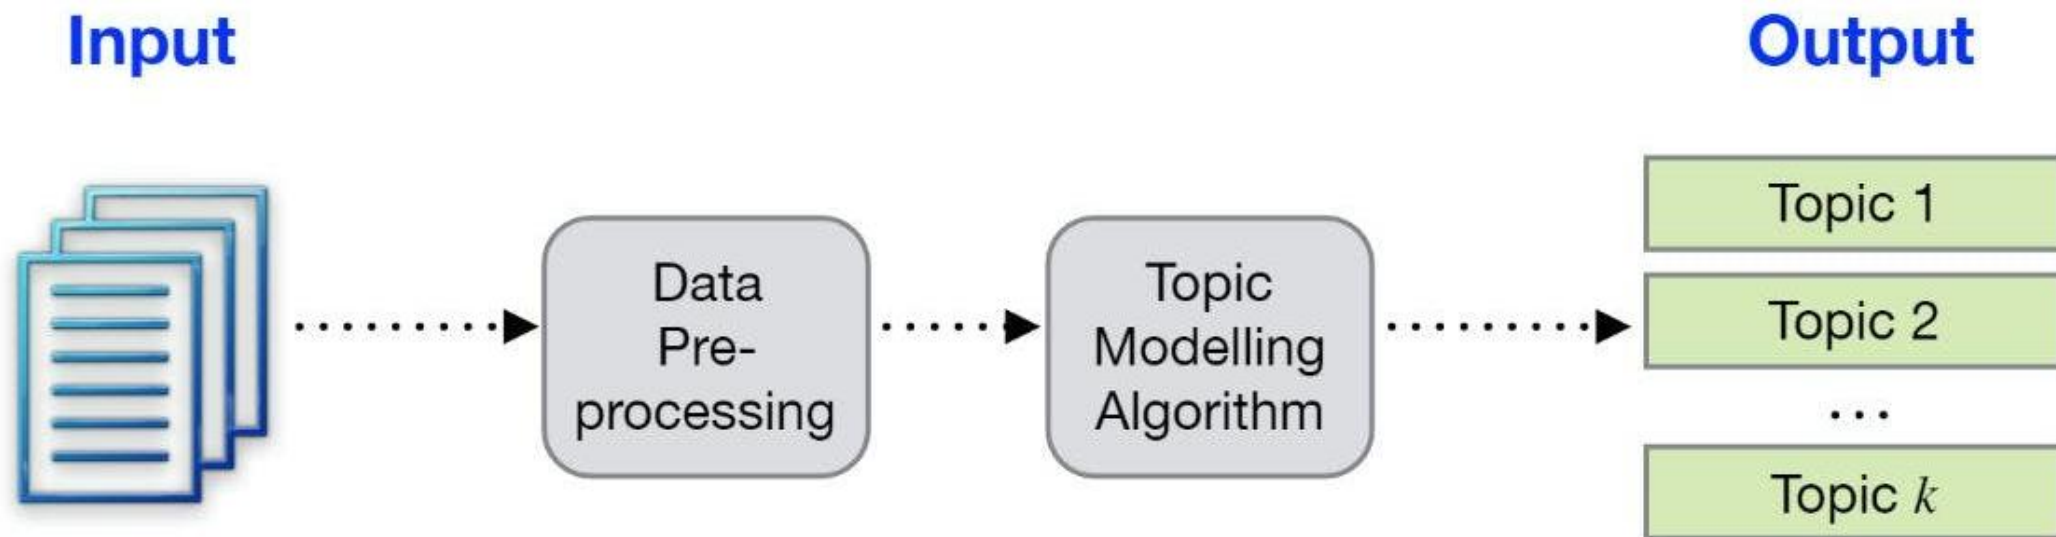 Input
Output
Data
Pre-
processing
Topic
Modelling
Algorithm
Topic 1
Topic 2
...
Topic k